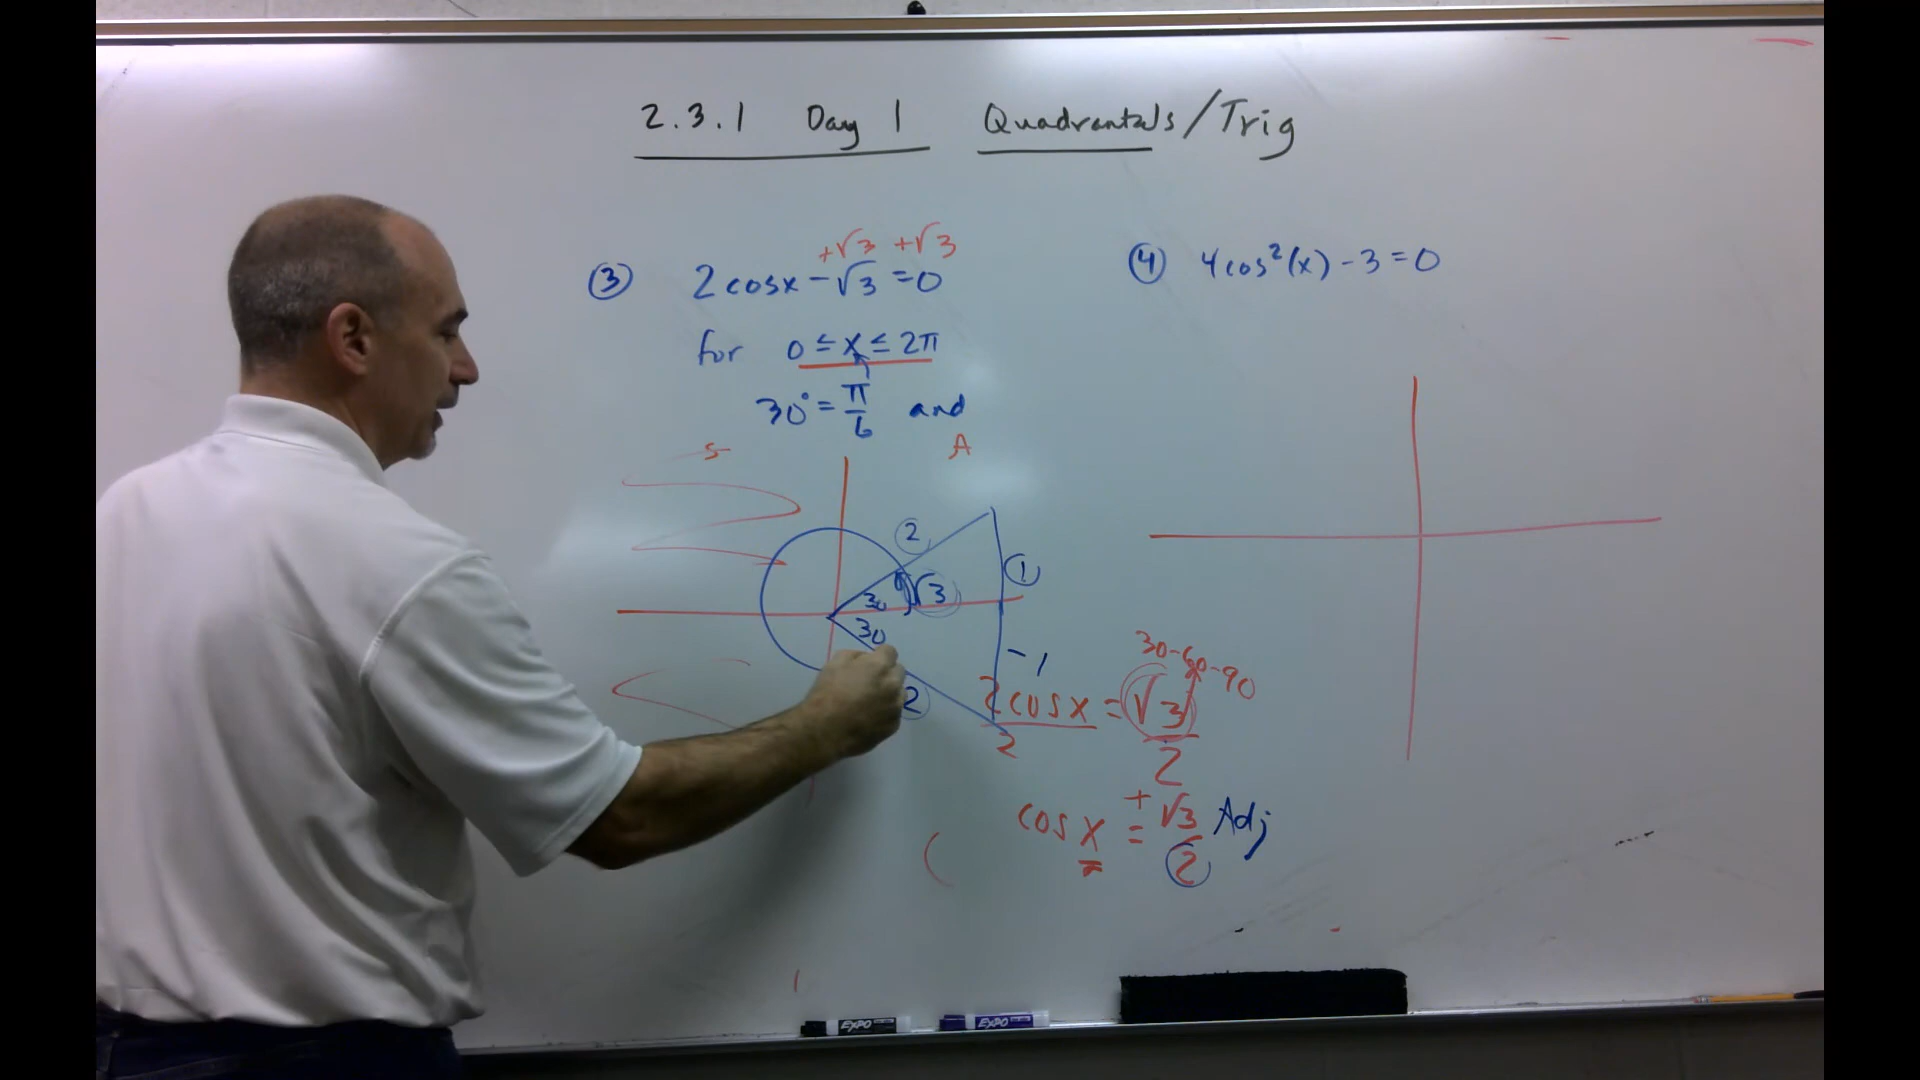 2.3.1 Day 1 Quadrantals/Trig
+√3 +√3
③ 2cosx-√3=0
for 0≤x≤2π
30°=π/6 and
S A
2
①
30 √3
30
-1
2
30-60-90
2cosx/2=√3/2
cosx=+√3/2 Adj
④ 4cos²(x)-3=0
EXPO EXPO